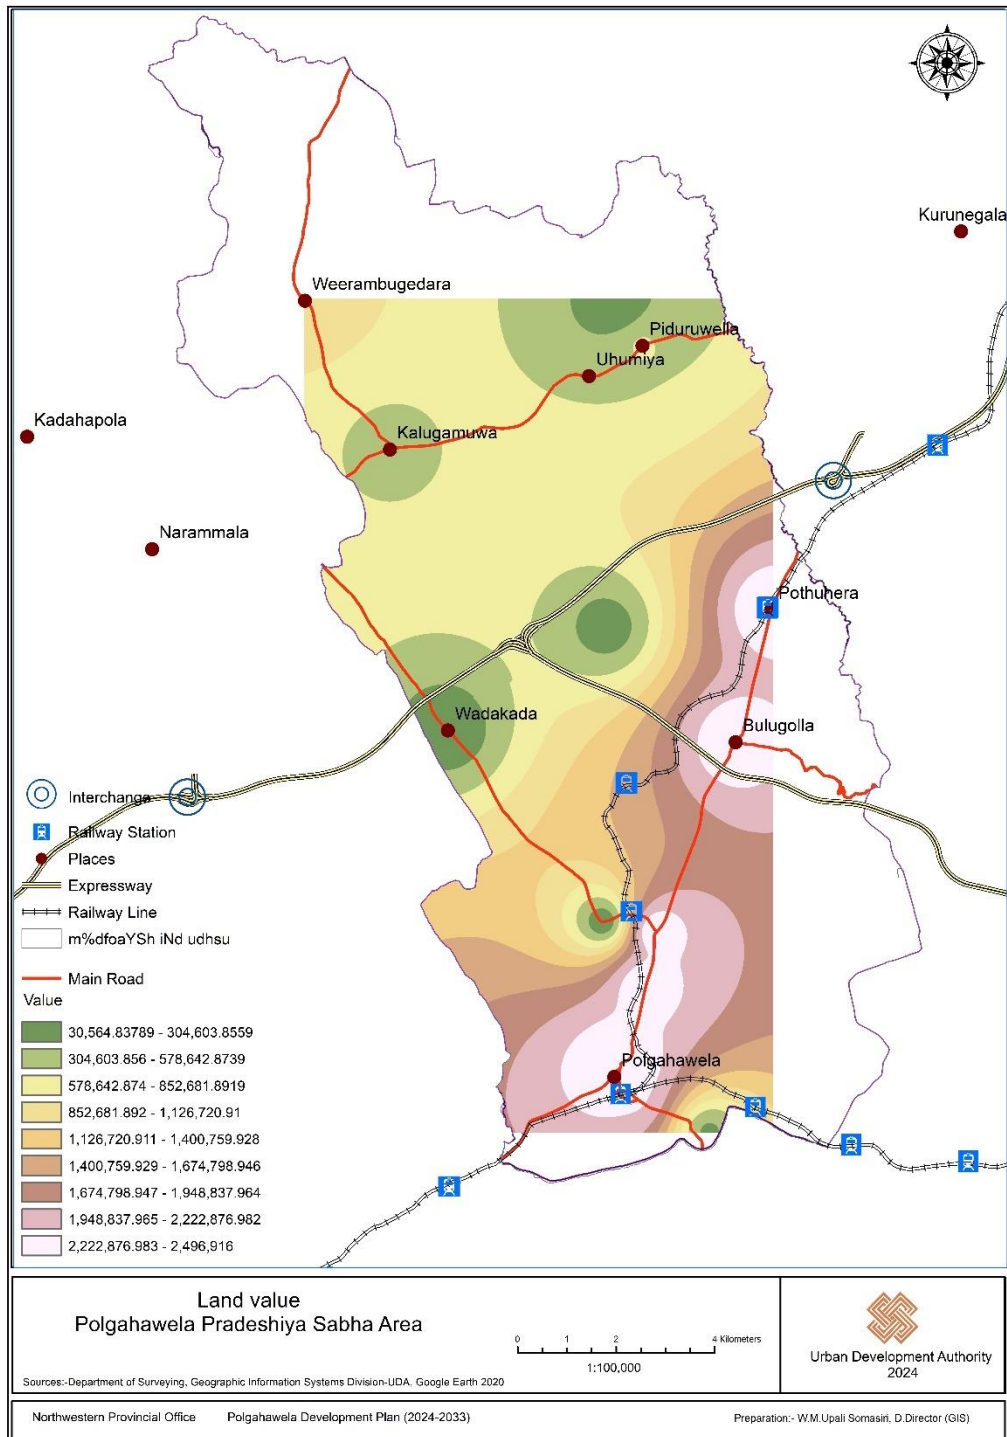 Kurunegala
Weerambugedara
Piduruwella
Uhumiya
Kadahapola
Kalugamuwa
Narammala
Pothuhera
Wadakada
Bulugolla
Polgahawela
Interchange
Railway Station
Places
Expressway
Railway Line
m%dfoaYSh iNd udhsu
Main Road
Value
30,564.83789 - 304,603.8559
304,603.856 - 578,642.8739
578,642.874 - 852,681.8919
852,681.892 - 1,126,720.91
1,126,720.911 - 1,400,759.928
1,400,759.929 - 1,674,798.946
1,674,798.947 - 1,948,837.964
1,948,837.965 - 2,222,876.982
2,222,876.983 - 2,496,916
Land value
Polgahawela Pradeshiya Sabha Area
0 1 2 4 Kilometers
1:100,000
Sources:-Department of Surveying, Geographic Information Systems Division-UDA, Google Earth 2020
Urban Development Authority
2024
Northwestern Provincial Office Polgahawela Development Plan (2024-2033) Preparation:- W.M.Upali Somasiri, D.Director (GIS)